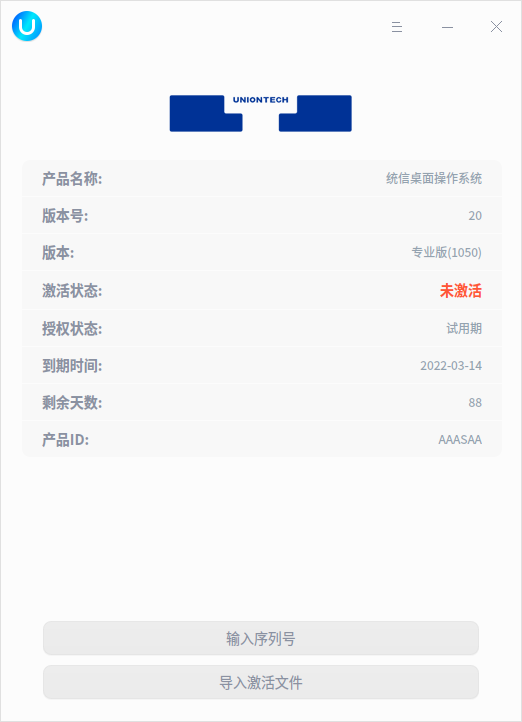 UNIONTECH
产品名称: 统信桌面操作系统
版本号: 20
版本: 专业版(1050)
激活状态: 未激活
授权状态: 试用期
到期时间: 2022-03-14
剩余天数: 88
产品ID: AAASAA
输入序列号
导入激活文件